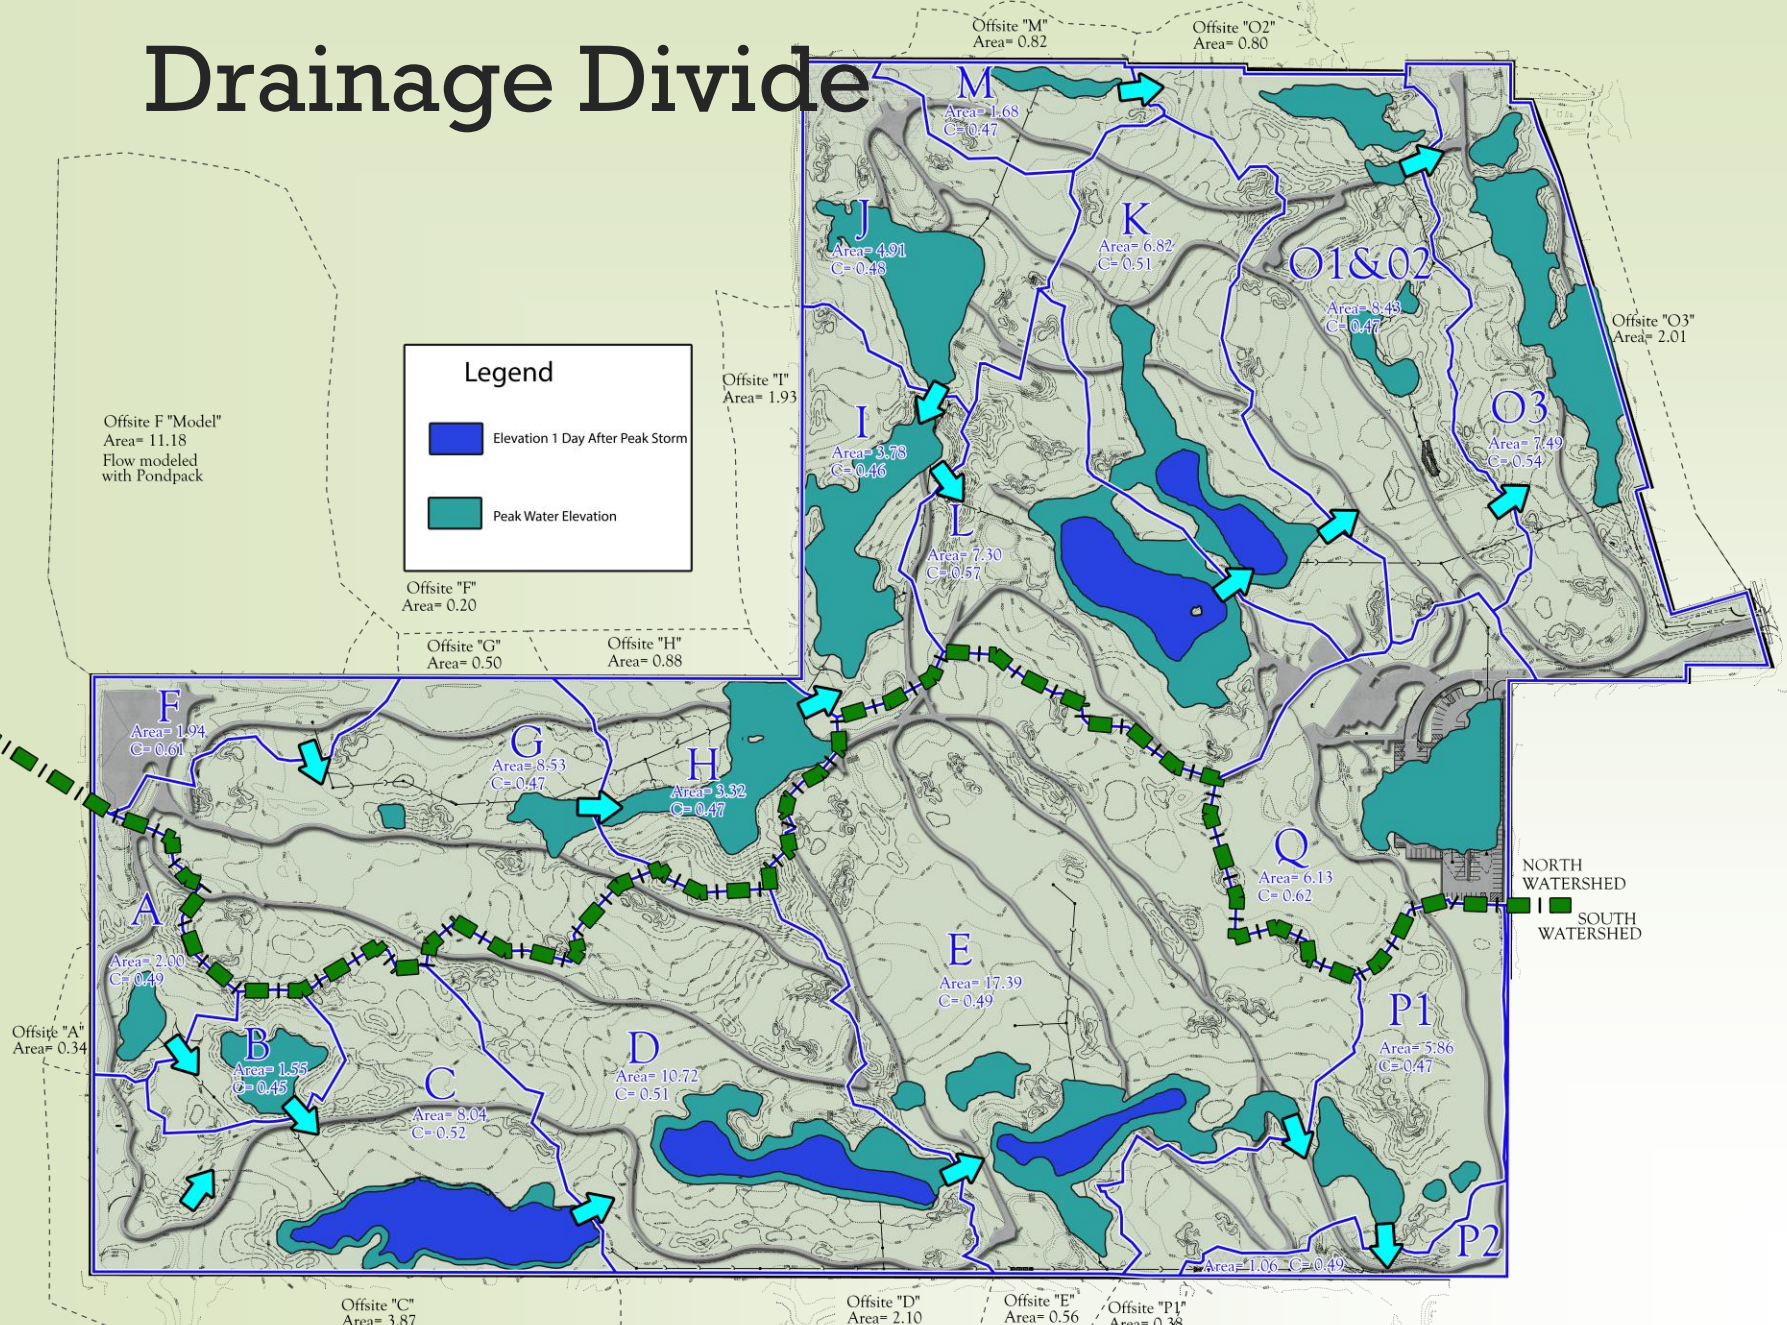 Drainage Divide
Offsite "M"
Area= 0.82
Offsite "O2"
Area= 0.80
M
Area= 1.68
C= 0.47
J
Area= 4.91
C= 0.48
K
Area= 6.82
C= 0.51
O1&02
Area= 8.43
C= 0.47
Offsite "O3"
Area= 2.01
Legend
Elevation 1 Day After Peak Storm
Peak Water Elevation
Offsite "I"
Area= 1.93
Offsite F "Model"
Area= 11.18
Flow modeled
with Pondpack
I
Area= 3.78
C= 0.46
O3
Area= 7.49
C= 0.54
L
Area= 7.30
C= 0.57
Offsite "F"
Area= 0.20
Offsite "G"
Area= 0.50
Offsite "H"
Area= 0.88
F
Area= 1.94
C= 0.61
G
Area= 8.53
C= 0.47
H
Area= 3.32
C= 0.47
Q
Area= 6.13
C= 0.62
NORTH
WATERSHED
SOUTH
WATERSHED
A
Area= 2.00
C= 0.49
E
Area= 17.39
C= 0.49
Offsite "A"
Area= 0.34
B
Area= 1.55
C= 0.45
C
Area= 8.04
C= 0.52
D
Area= 10.72
C= 0.51
P1
Area= 5.86
C= 0.47
P2
Area= 1.06 C= 0.49
Offsite "C"
Area= 3.87
Offsite "D"
Area= 2.10
Offsite "E"
Area= 0.56
Offsite "P1"
Area= 0.38